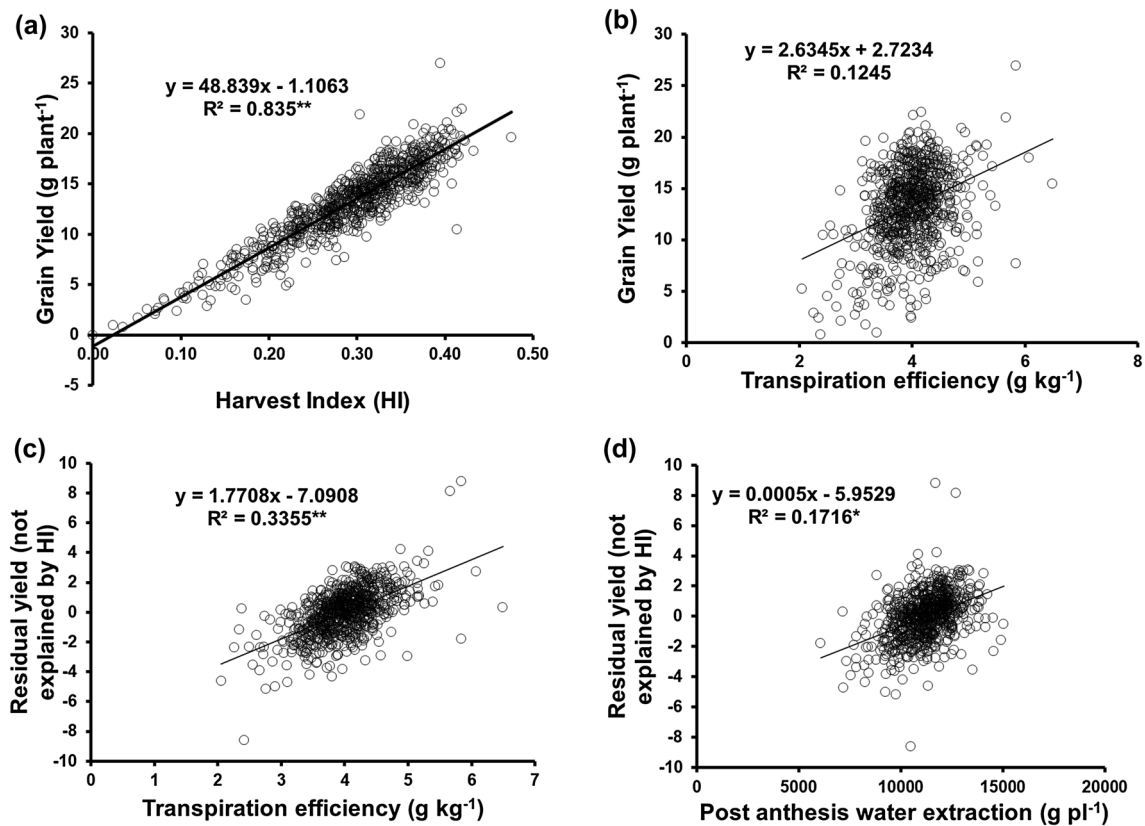 (a)
30
25
20
15
10
5
0
-5
0.00
0.10
0.20
0.30
0.40
0.50
y = 48.839x - 1.1063
R² = 0.835**
Grain Yield (g plant⁻¹)
Harvest Index (HI)
(b)
30
25
20
15
10
5
0
0
2
4
6
8
y = 2.6345x + 2.7234
R² = 0.1245
Grain Yield (g plant⁻¹)
Transpiration efficiency (g kg⁻¹)
(c)
10
8
6
4
2
0
-2
-4
-6
-8
-10
0
1
2
3
4
5
6
7
y = 1.7708x - 7.0908
R² = 0.3355**
Residual yield (not
explained by HI)
Transpiration efficiency (g kg⁻¹)
(d)
10
8
6
4
2
0
-2
-4
-6
-8
-10
0
5000
10000
15000
20000
y = 0.0005x - 5.9529
R² = 0.1716*
Residual yield (not
explained by HI)
Post anthesis water extraction (g pl⁻¹)